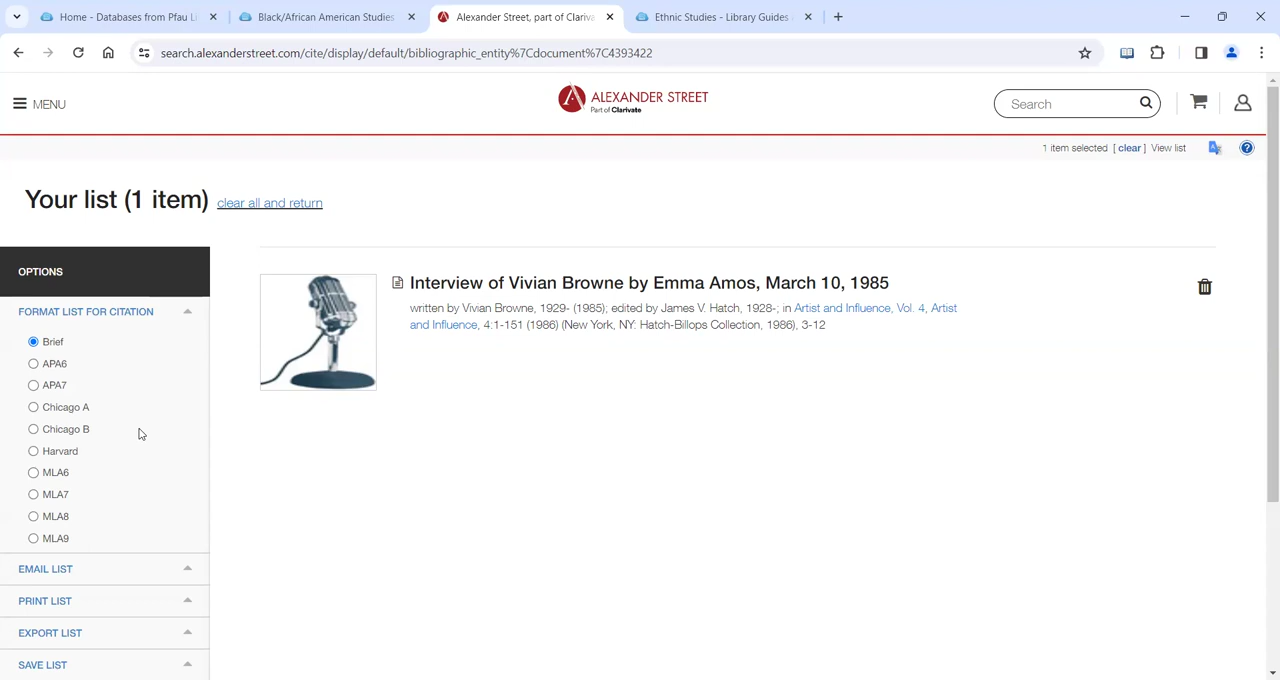 Home - Databases from Pfau Li
Black/African American Studies
Alexander Street, part of Clariva
Ethnic Studies - Library Guides
search.alexanderstreet.com/cite/display/default/bibliographic_entity%7Cdocument%7C4393422
MENU
ALEXANDER STREET
Part of Clarivate
Search
1 item selected [ clear ] View list
Your list (1 item) clear all and return
OPTIONS
FORMAT LIST FOR CITATION
Brief
APA6
APA7
Chicago A
Chicago B
Harvard
MLA6
MLA7
MLA8
MLA9
EMAIL LIST
PRINT LIST
EXPORT LIST
SAVE LIST
Interview of Vivian Browne by Emma Amos, March 10, 1985
written by Vivian Browne, 1929- (1985); edited by James V. Hatch, 1928-; in Artist and Influence, Vol. 4, Artist
and Influence, 4:1-151 (1986) (New York, NY: Hatch-Billops Collection, 1986), 3-12